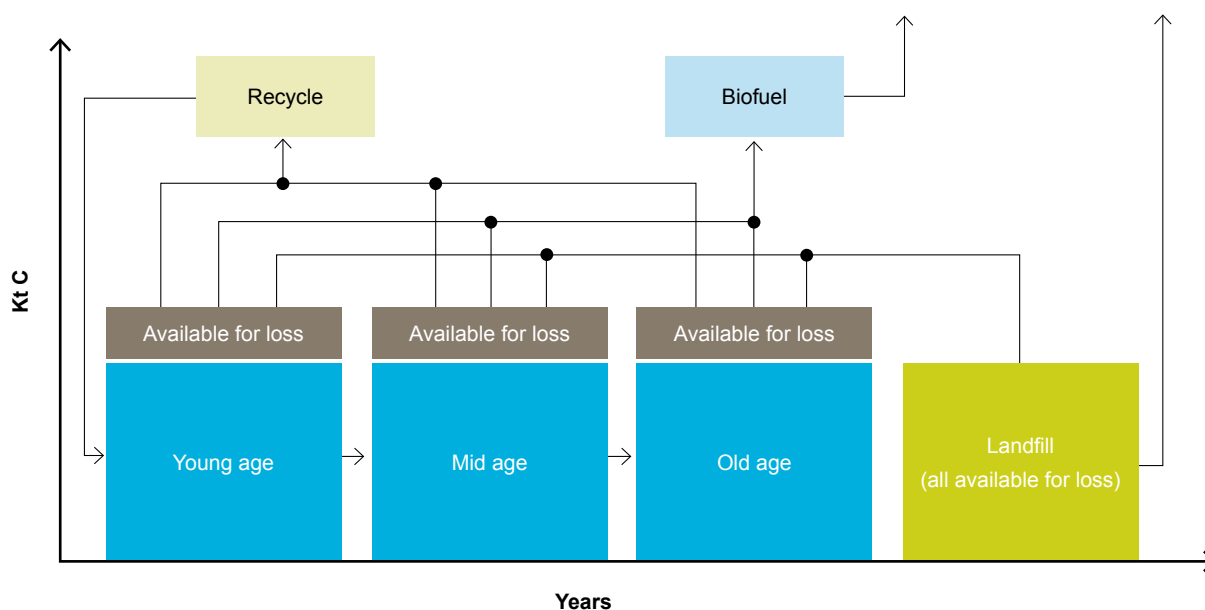 Recycle
Biofuel
Kt C
Available for loss
Available for loss
Available for loss
Young age
Mid age
Old age
Landfill
(all available for loss)
Years